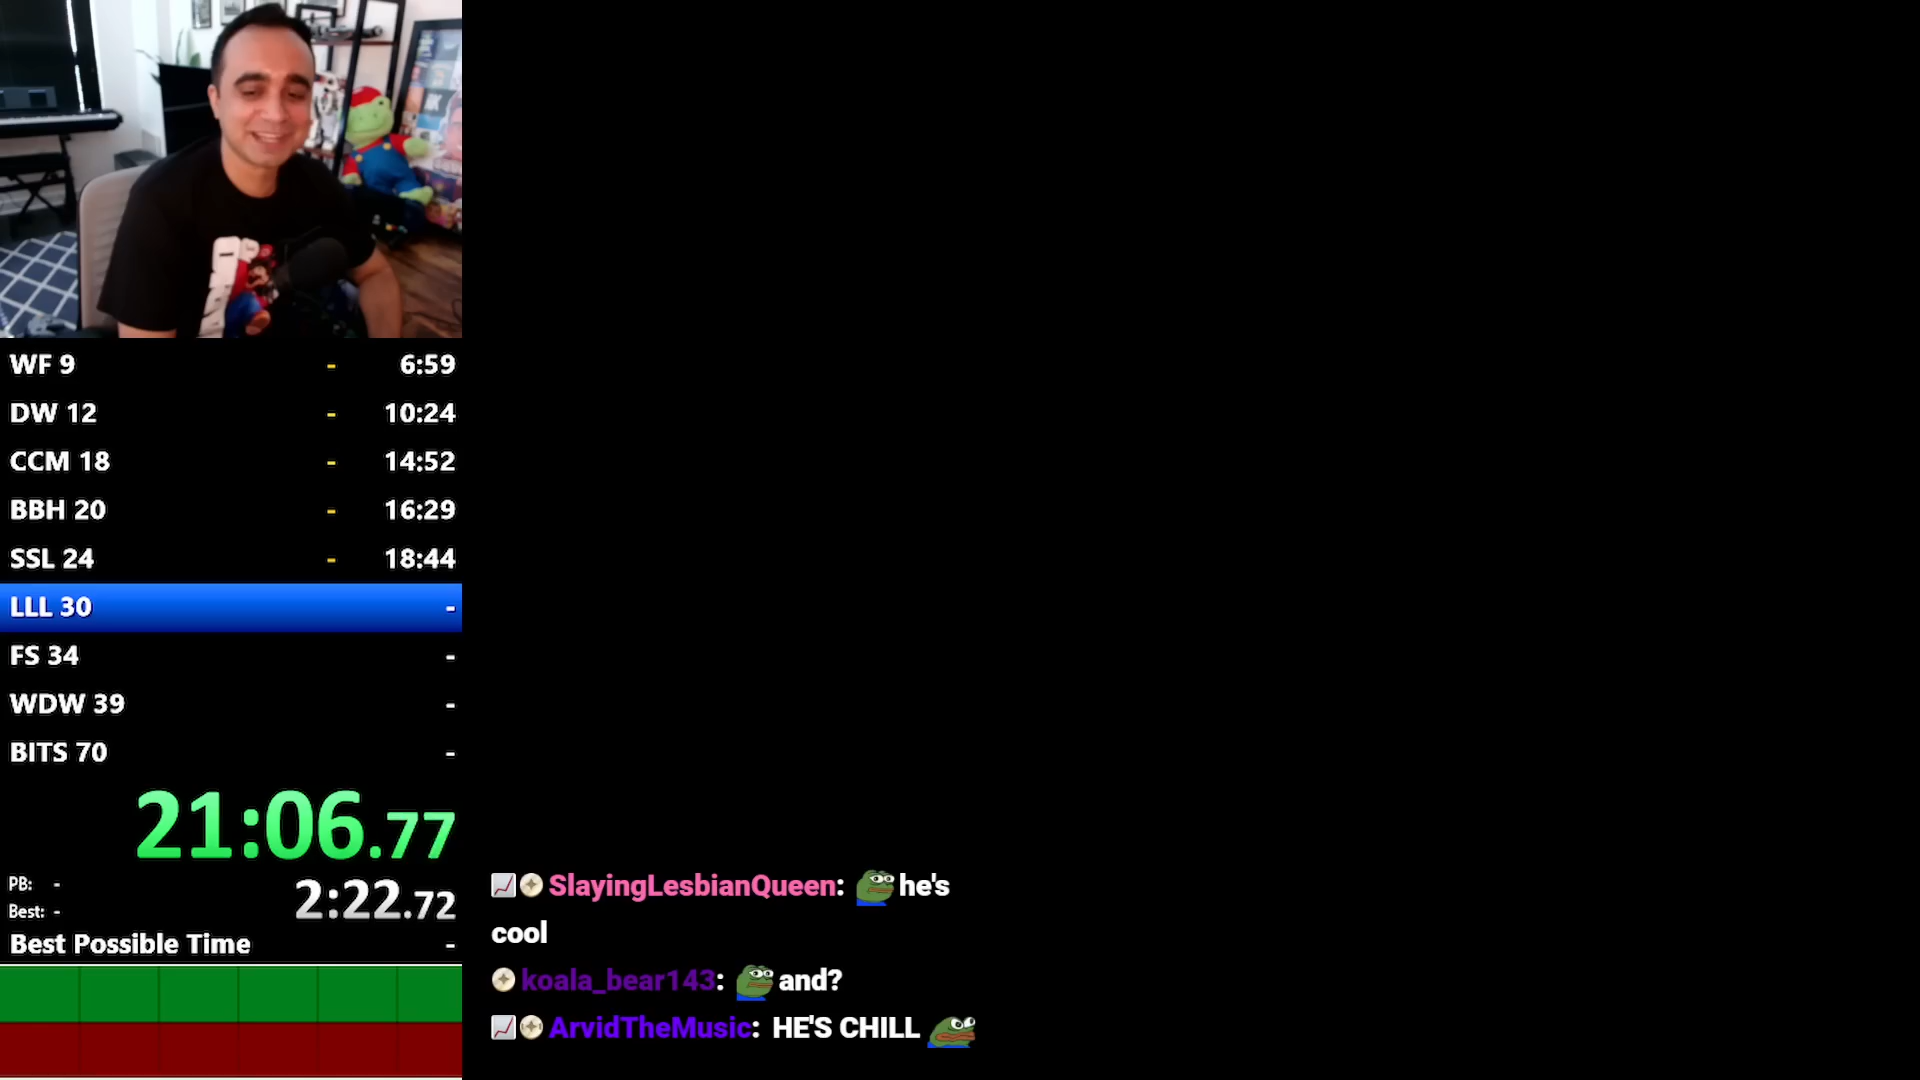 WF 9 - 6:59
DW 12 - 10:24
CCM 18 - 14:52
BBH 20 - 16:29
SSL 24 - 18:44
LLL 30 -
FS 34 -
WDW 39 -
BITS 70 -
21:06.77
PB: -
2:22.72
Best: -
Best Possible Time -
SlayingLesbianQueen: he's
cool
koala_bear143: and?
ArvidTheMusic: HE'S CHILL